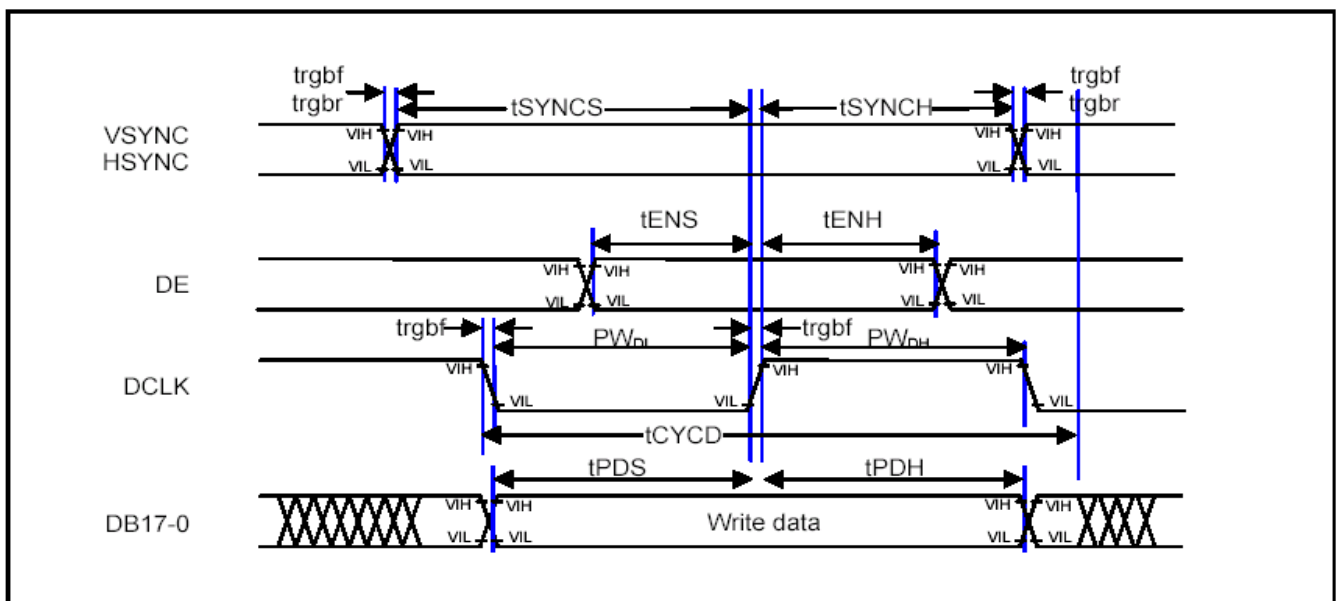 trgbf trgbf
trgbr tSYNCS tSYNCH trgbr
VSYNC VIH VIH VIH VIH
HSYNC VIL VIL VIL VIL
tENS tENH
DE VIH VIH VIH VIH
VIL VIL VIL VIL
trgbf PWDL trgbf PWDH
DCLK VIH VIH VIH
VIL VIL
tCYCD
tPDS tPDH
DB17-0 VIH VIH Write data VIH VIH
VIL VIL VIL VIL